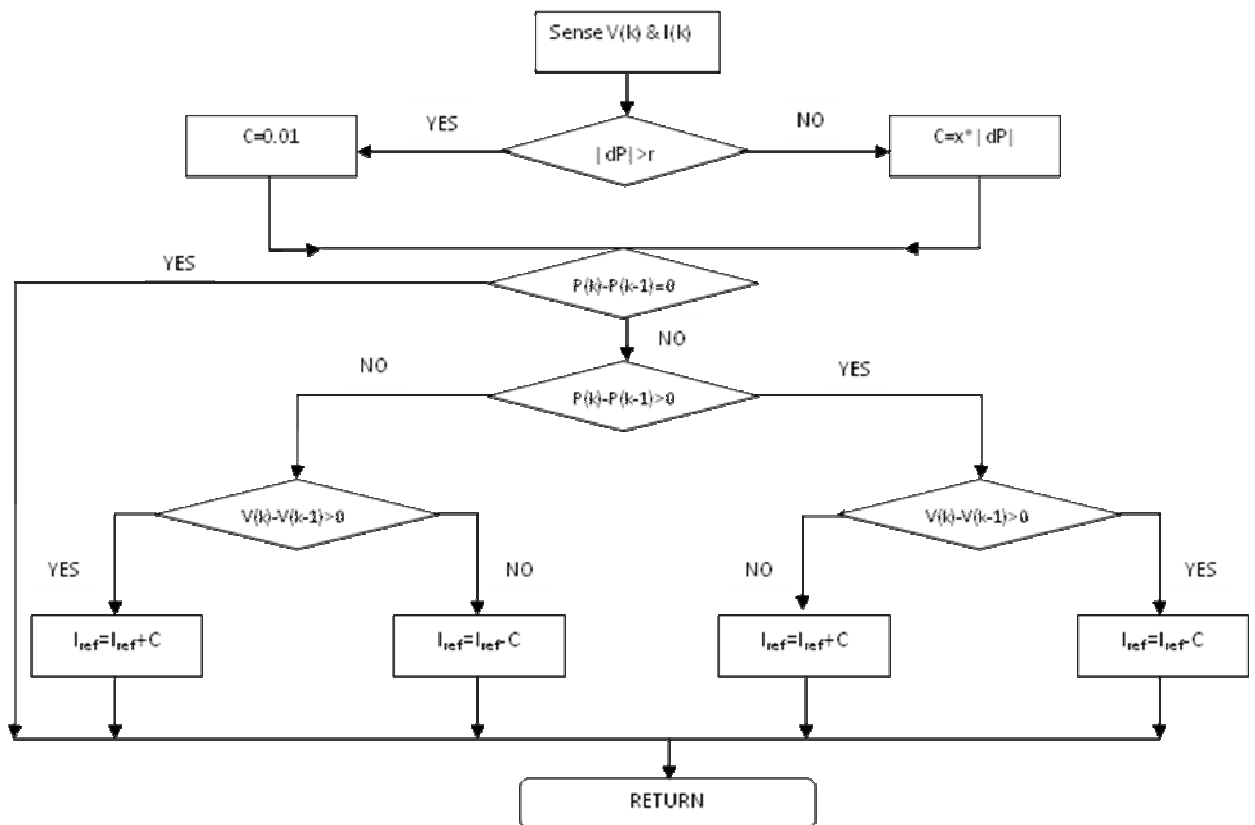 Sense V(k) & I(k)
YES
NO
C=0.01
|dP|>r
C=x*|dP|
YES
P(k)-P(k-1)=0
NO
NO
YES
P(k)-P(k-1)>0
V(k)-V(k-1)>0
V(k)-V(k-1)>0
YES
NO
NO
YES
Iref=Iref+C
Iref=Iref-C
Iref=Iref+C
Iref=Iref-C
RETURN